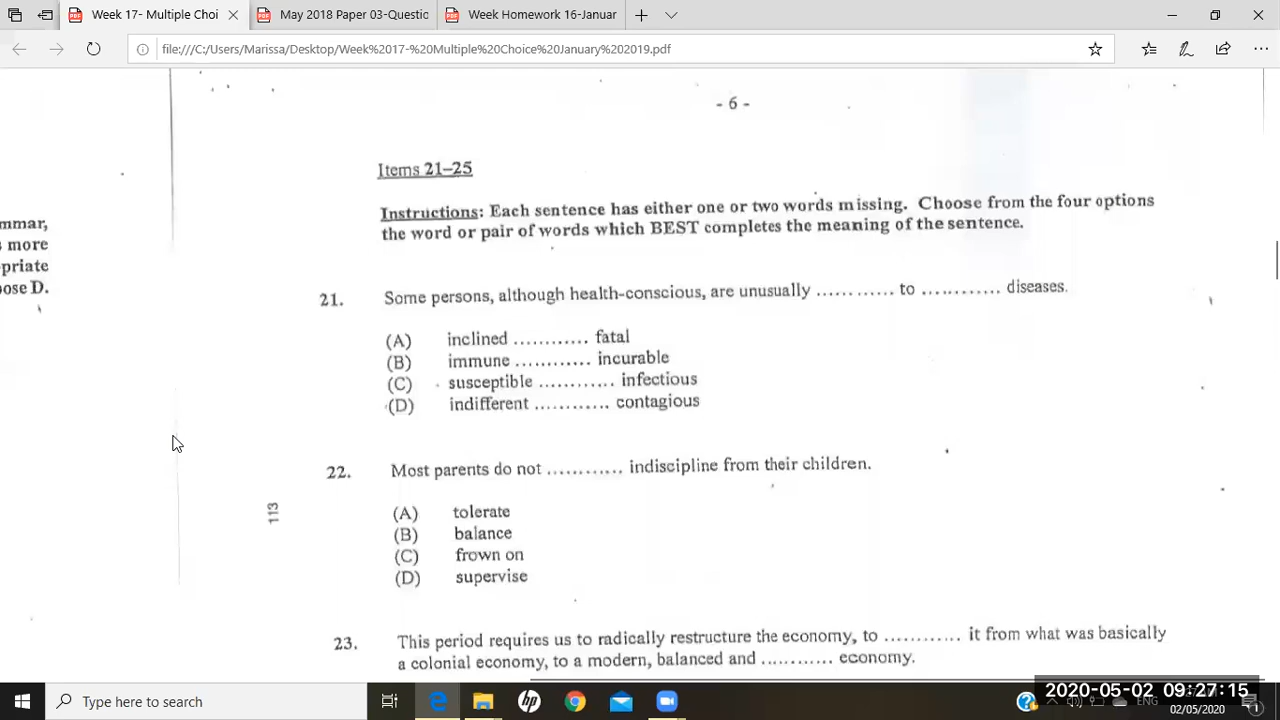 Week 17- Multiple Choi
May 2018 Paper 03-Questio
Week Homework 16-Januar
file:///C:/Users/Marissa/Desktop/Week%2017-%20Multiple%20Choice%20January%202019.pdf
- 6 -
mmar,
more
priate
ose D.
Items 21–25
Instructions: Each sentence has either one or two words missing. Choose from the four options
the word or pair of words which BEST completes the meaning of the sentence.
21. Some persons, although health-conscious, are unusually ............ to ............ diseases.
(A) inclined ............ fatal
(B) immune ............ incurable
(C) susceptible ............ infectious
(D) indifferent ............ contagious
22. Most parents do not ............ indiscipline from their children.
(A) tolerate
(B) balance
(C) frown on
(D) supervise
113
23. This period requires us to radically restructure the economy, to ............ it from what was basically
a colonial economy, to a modern, balanced and ............ economy.
Type here to search
ENG
2020-05-02 09:27:15
02/05/2020